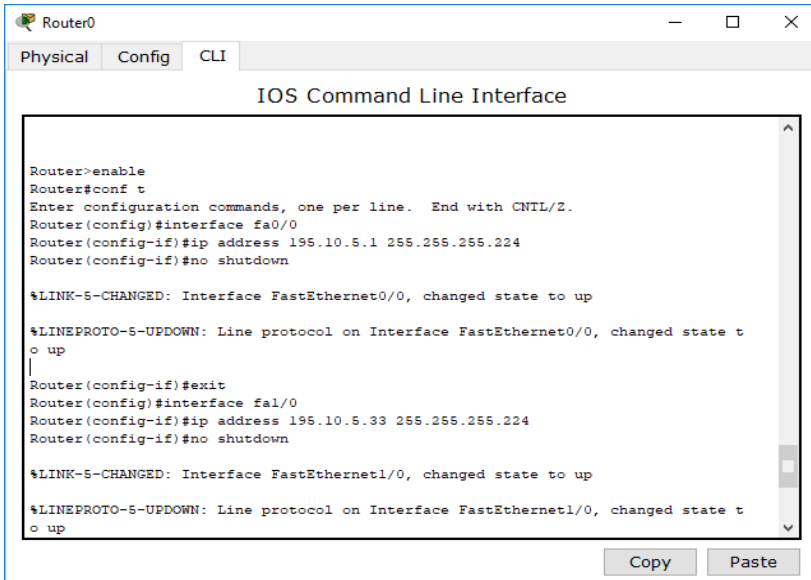 Router0
Physical Config CLI
IOS Command Line Interface
Router>enable
Router#conf t
Enter configuration commands, one per line.  End with CNTL/Z.
Router(config)#interface fa0/0
Router(config-if)#ip address 195.10.5.1 255.255.255.224
Router(config-if)#no shutdown
%LINK-5-CHANGED: Interface FastEthernet0/0, changed state to up
%LINEPROTO-5-UPDOWN: Line protocol on Interface FastEthernet0/0, changed state t
o up
Router(config-if)#exit
Router(config)#interface fa1/0
Router(config-if)#ip address 195.10.5.33 255.255.255.224
Router(config-if)#no shutdown
%LINK-5-CHANGED: Interface FastEthernet1/0, changed state to up
%LINEPROTO-5-UPDOWN: Line protocol on Interface FastEthernet1/0, changed state t
o up
Copy Paste